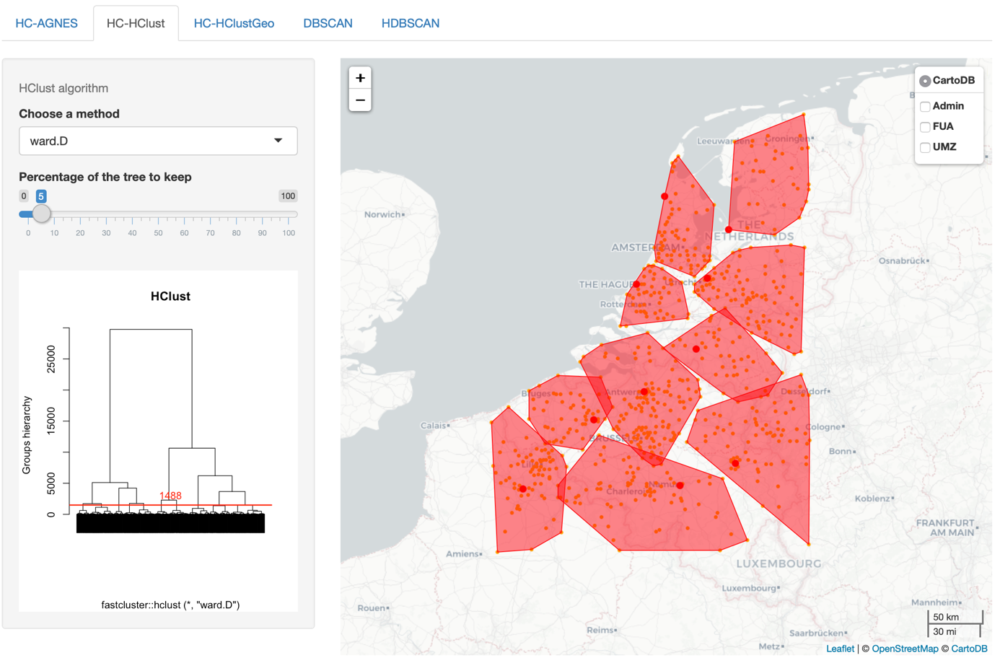 HC-AGNES
HC-HClust
HC-HClustGeo
DBSCAN
HDBSCAN
HClust algorithm
Choose a method
ward.D
Percentage of the tree to keep
0 5 100
0 10 20 30 40 50 60 70 80 90 100
HClust
Groups hierarchy
0 5000 15000 25000
1488
fastcluster::hclust (*, "ward.D")
+
−
CartoDB
Admin
FUA
UMZ
Leeuwarden
Groningen
Norwich
THE
NETHERLANDS
AMSTERDAM
Osnabrück
THE HAGUE
Utrecht
Rotterdam
Bruges
Antwerp
Dusseldorf
Calais
BRUSSELS
Cologne
Bonn
Lille
Charleroi
Namur
Koblenz
FRANKFURT
AM MAIN
Amiens
LUXEMBOURG
Luxembourg
Rouen
Mannheim
Reims
Saarbrücken
Metz
50 km
30 mi
Leaflet | © OpenStreetMap © CartoDB